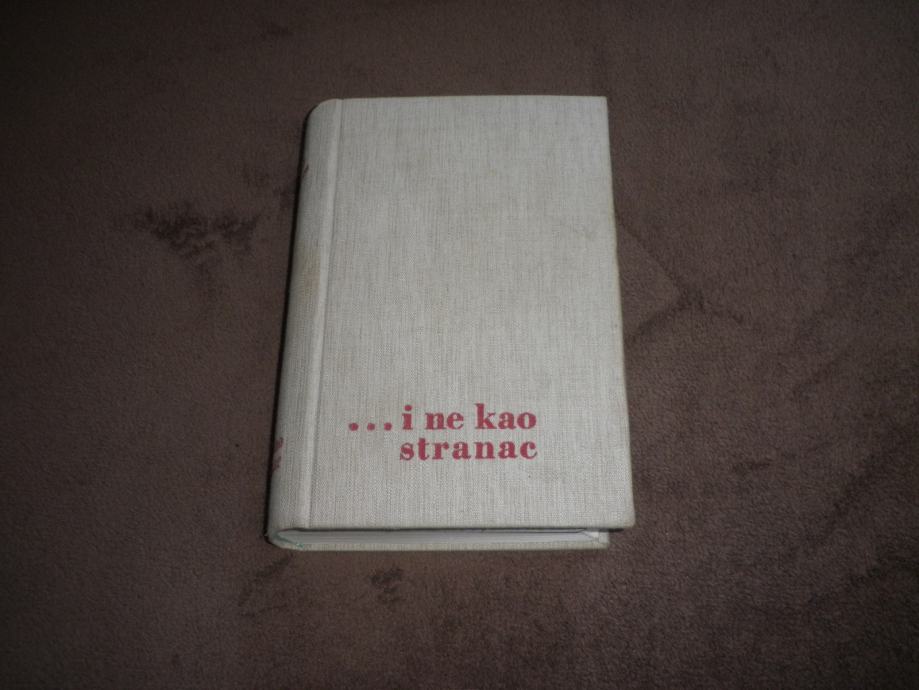 ...i ne kao
stranac